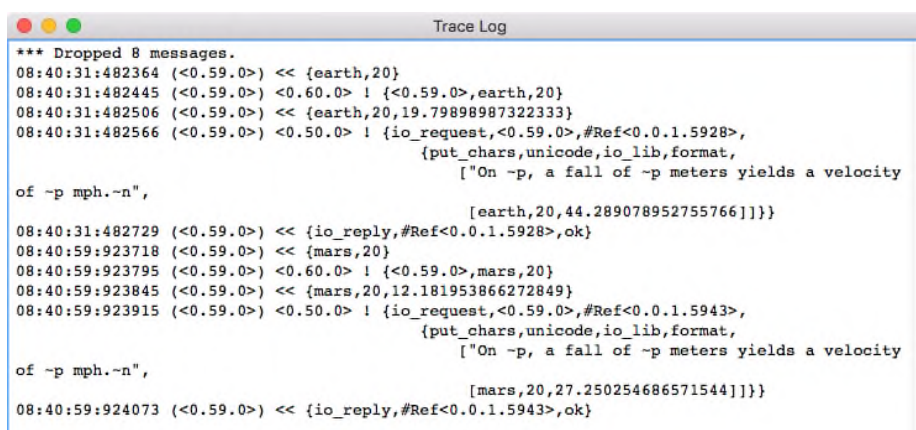 Trace Log
*** Dropped 8 messages.
08:40:31:482364 (<0.59.0>) << {earth,20}
08:40:31:482445 (<0.59.0>) <0.60.0> ! {<0.59.0>,earth,20}
08:40:31:482506 (<0.59.0>) << {earth,20,19.79898987322333}
08:40:31:482566 (<0.59.0>) <0.50.0> ! {io_request,<0.59.0>,#Ref<0.0.1.5928>,
{put_chars,unicode,io_lib,format,
["On ~p, a fall of ~p meters yields a velocity
of ~p mph.~n",
[earth,20,44.289078952755766]]}}
08:40:31:482729 (<0.59.0>) << {io_reply,#Ref<0.0.1.5928>,ok}
08:40:59:923718 (<0.59.0>) << {mars,20}
08:40:59:923795 (<0.59.0>) <0.60.0> ! {<0.59.0>,mars,20}
08:40:59:923845 (<0.59.0>) << {mars,20,12.181953866272849}
08:40:59:923915 (<0.59.0>) <0.50.0> ! {io_request,<0.59.0>,#Ref<0.0.1.5943>,
{put_chars,unicode,io_lib,format,
["On ~p, a fall of ~p meters yields a velocity
of ~p mph.~n",
[mars,20,27.250254686571544]]}}
08:40:59:924073 (<0.59.0>) << {io_reply,#Ref<0.0.1.5943>,ok}